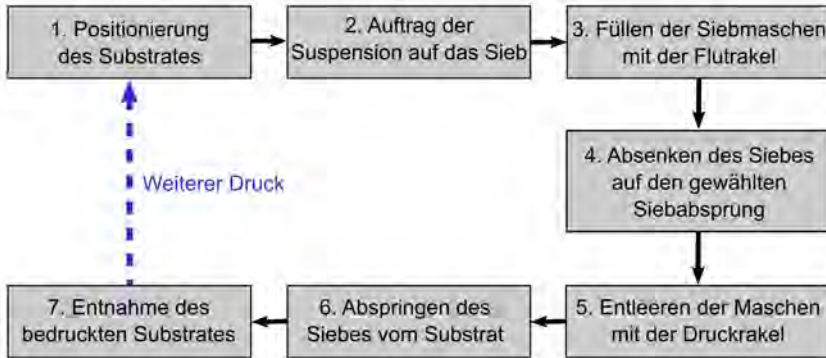 1. Positionierung
des Substrates
2. Auftrag der
Suspension auf das Sieb
3. Füllen der Siebmaschen
mit der Flutrakel
4. Absenken des Siebes
auf den gewählten
Siebabsprung
5. Entleeren der Maschen
mit der Druckrakel
6. Abspringen des
Siebes vom Substrat
7. Entnahme des
bedruckten Substrates
Weiterer Druck